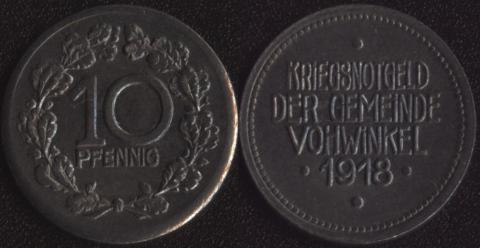 10
PFENNIG
KRIEGSNOTGELD
DER GEMEINDE
VOHWINKEL
· 1918 ·